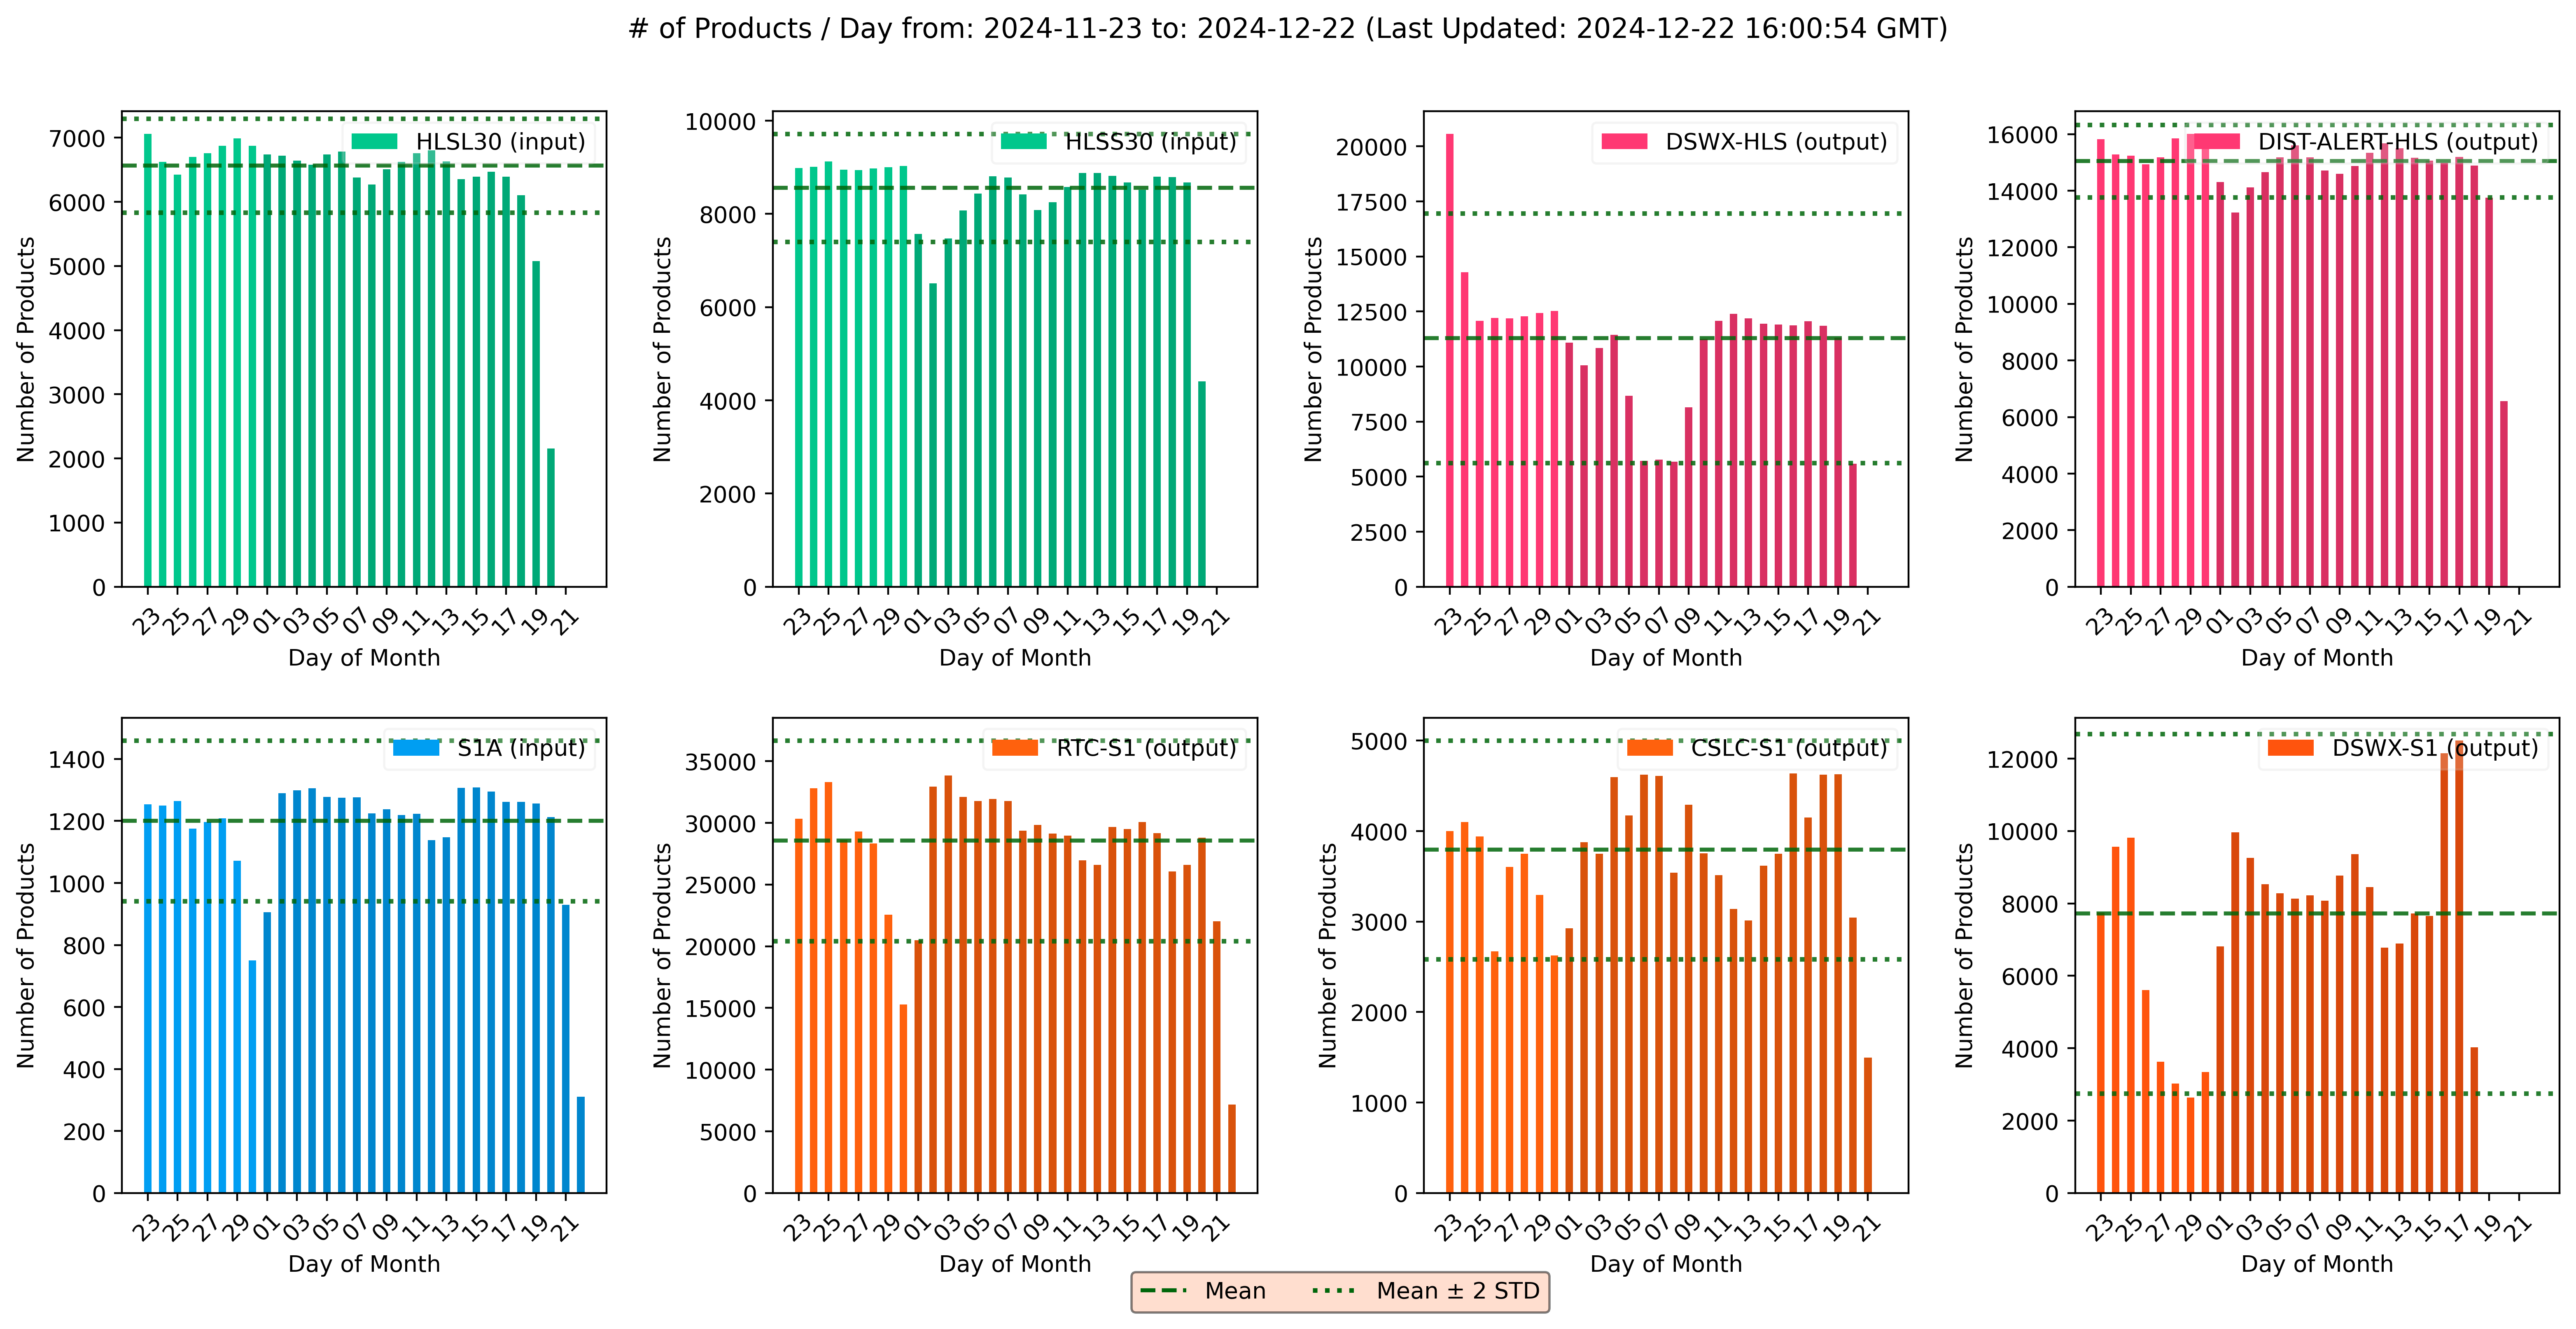 # of Products / Day from: 2024-11-23 to: 2024-12-22 (Last Updated: 2024-12-22 16:00:54 GMT)
HLSL30 (input)
Number of Products
7000
6000
5000
4000
3000
2000
1000
0
23 25 27 29 01 03 05 07 09 11 13 15 17 19 21
Day of Month
HLSS30 (input)
Number of Products
10000
8000
6000
4000
2000
0
23 25 27 29 01 03 05 07 09 11 13 15 17 19 21
Day of Month
DSWX-HLS (output)
Number of Products
20000
17500
15000
12500
10000
7500
5000
2500
0
23 25 27 29 01 03 05 07 09 11 13 15 17 19 21
Day of Month
DIST-ALERT-HLS (output)
Number of Products
16000
14000
12000
10000
8000
6000
4000
2000
0
23 25 27 29 01 03 05 07 09 11 13 15 17 19 21
Day of Month
S1A (input)
Number of Products
1400
1200
1000
800
600
400
200
0
23 25 27 29 01 03 05 07 09 11 13 15 17 19 21
Day of Month
RTC-S1 (output)
Number of Products
35000
30000
25000
20000
15000
10000
5000
0
23 25 27 29 01 03 05 07 09 11 13 15 17 19 21
Day of Month
CSLC-S1 (output)
Number of Products
5000
4000
3000
2000
1000
0
23 25 27 29 01 03 05 07 09 11 13 15 17 19 21
Day of Month
DSWX-S1 (output)
Number of Products
12000
10000
8000
6000
4000
2000
0
23 25 27 29 01 03 05 07 09 11 13 15 17 19 21
Day of Month
Mean Mean ± 2 STD